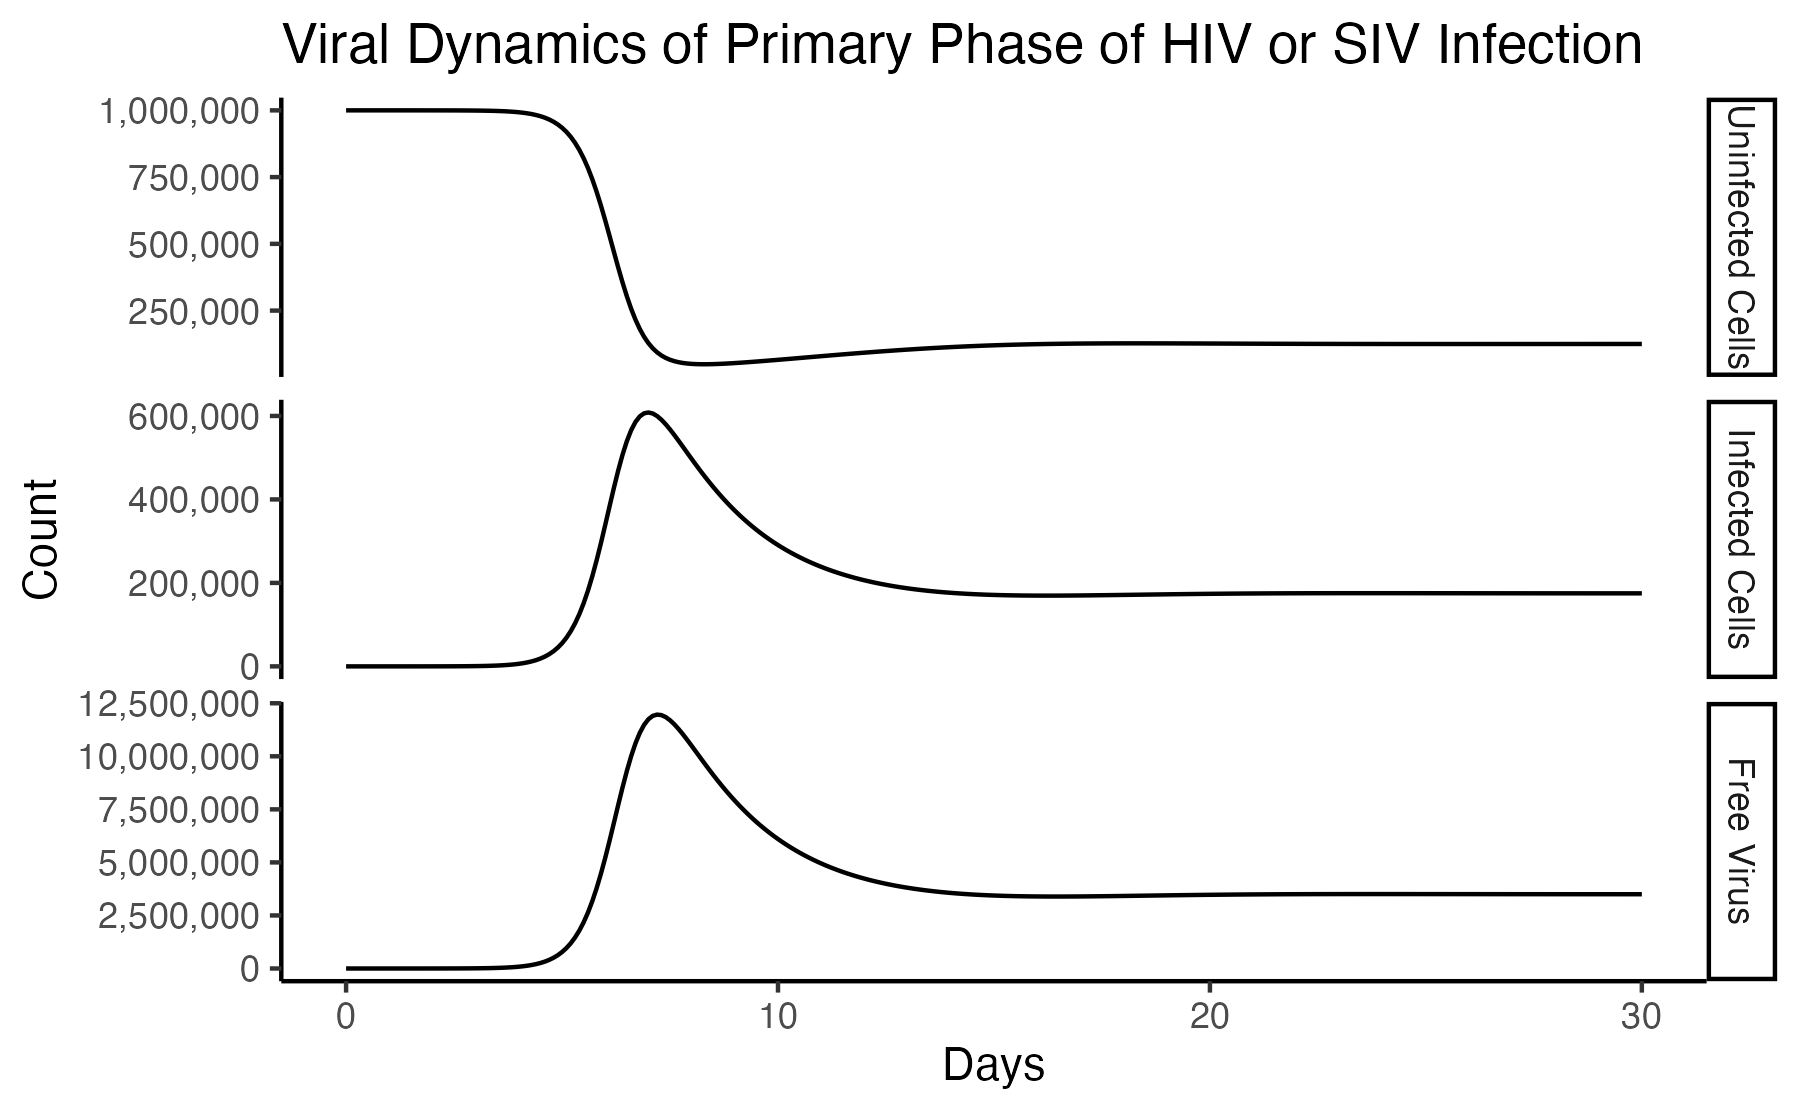 Viral Dynamics of Primary Phase of HIV or SIV Infection
Count
1,000,000
750,000
500,000
250,000
Uninfected Cells
600,000
400,000
200,000
0
Infected Cells
12,500,000
10,000,000
7,500,000
5,000,000
2,500,000
0
Free Virus
0 10 20 30
Days